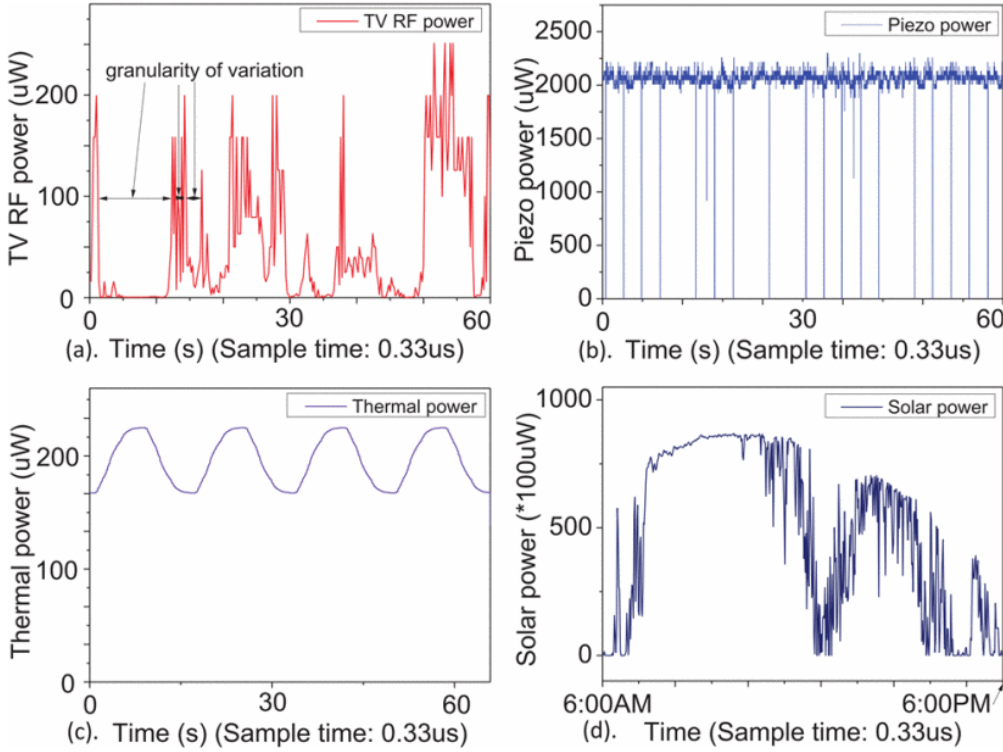 TV RF power
granularity of variation
TV RF power (uW)
200
100
0
0
30
60
(a). Time (s) (Sample time: 0.33us)
Piezo power
Piezo power (uW)
2500
2000
1500
1000
500
0
0
30
60
(b). Time (s) (Sample time: 0.33us)
Thermal power
Thermal power (uW)
200
100
0
0
30
60
(c). Time (s) (Sample time: 0.33us)
Solar power
Solar power (*100uW)
1000
500
0
6:00AM
6:00PM
(d). Time (Sample time: 0.33us)